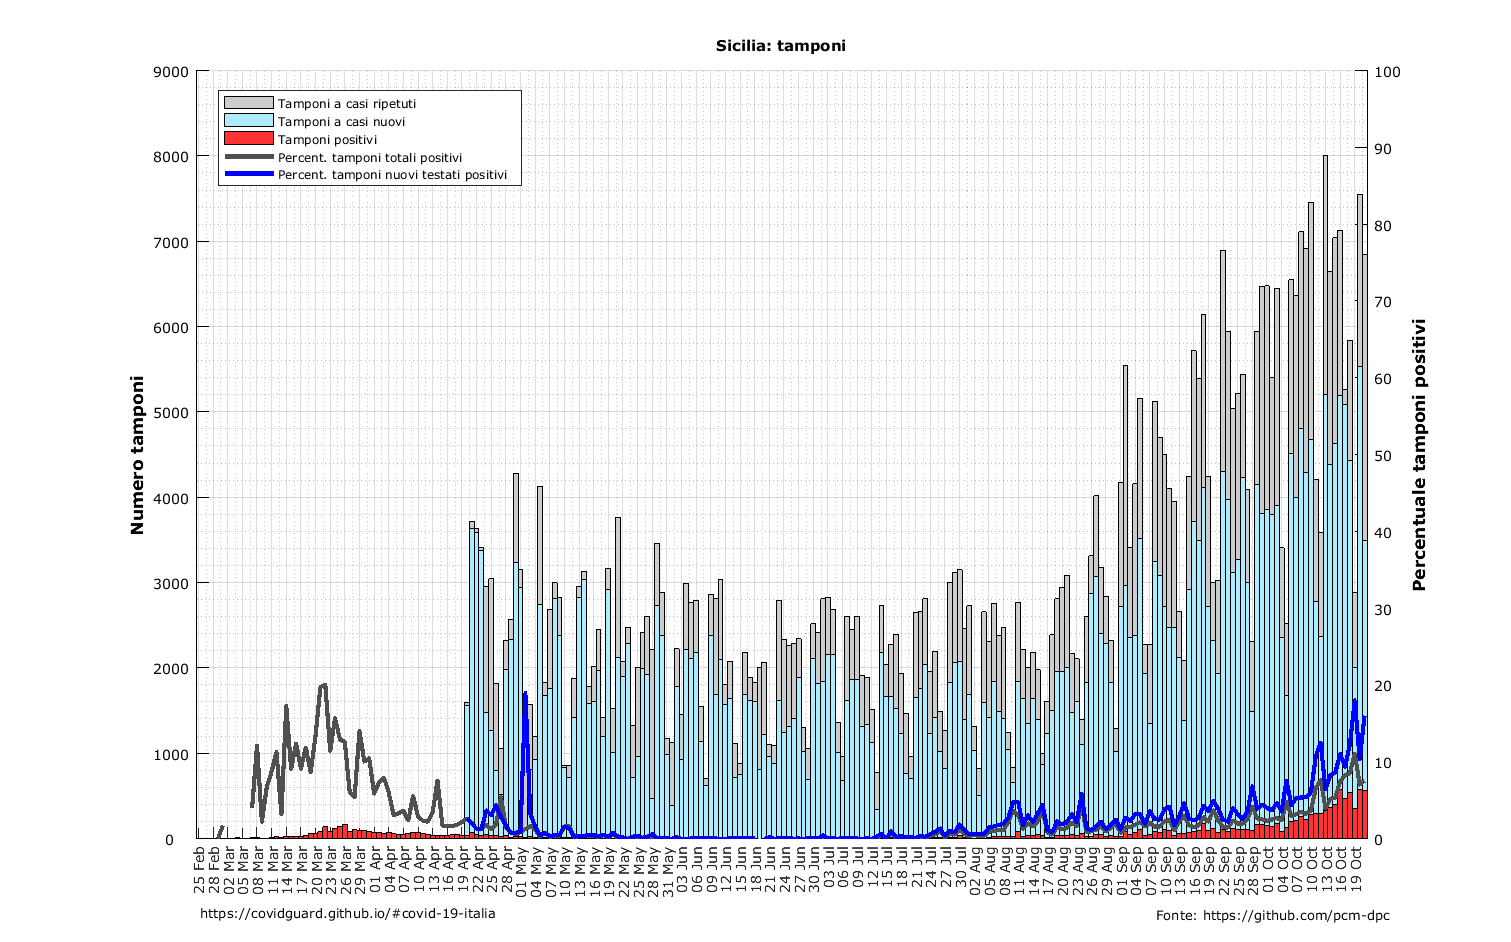 Sicilia: tamponi
Tamponi a casi ripetuti
Tamponi a casi nuovi
Tamponi positivi
Percent. tamponi totali positivi
Percent. tamponi nuovi testati positivi
Numero tamponi
9000
8000
7000
6000
5000
4000
3000
2000
1000
0
Percentuale tamponi positivi
100
90
80
70
60
50
40
30
20
10
0
25 Feb
28 Feb
02 Mar
05 Mar
08 Mar
11 Mar
14 Mar
17 Mar
20 Mar
23 Mar
26 Mar
29 Mar
01 Apr
04 Apr
07 Apr
10 Apr
13 Apr
16 Apr
19 Apr
22 Apr
25 Apr
28 Apr
01 May
04 May
07 May
10 May
13 May
16 May
19 May
22 May
25 May
28 May
31 May
03 Jun
06 Jun
09 Jun
12 Jun
15 Jun
18 Jun
21 Jun
24 Jun
27 Jun
30 Jun
03 Jul
06 Jul
09 Jul
12 Jul
15 Jul
18 Jul
21 Jul
24 Jul
27 Jul
30 Jul
02 Aug
05 Aug
08 Aug
11 Aug
14 Aug
17 Aug
20 Aug
23 Aug
26 Aug
29 Aug
01 Sep
04 Sep
07 Sep
10 Sep
13 Sep
16 Sep
19 Sep
22 Sep
25 Sep
28 Sep
01 Oct
04 Oct
07 Oct
10 Oct
13 Oct
16 Oct
19 Oct
https://covidguard.github.io/#covid-19-italia
Fonte: https://github.com/pcm-dpc